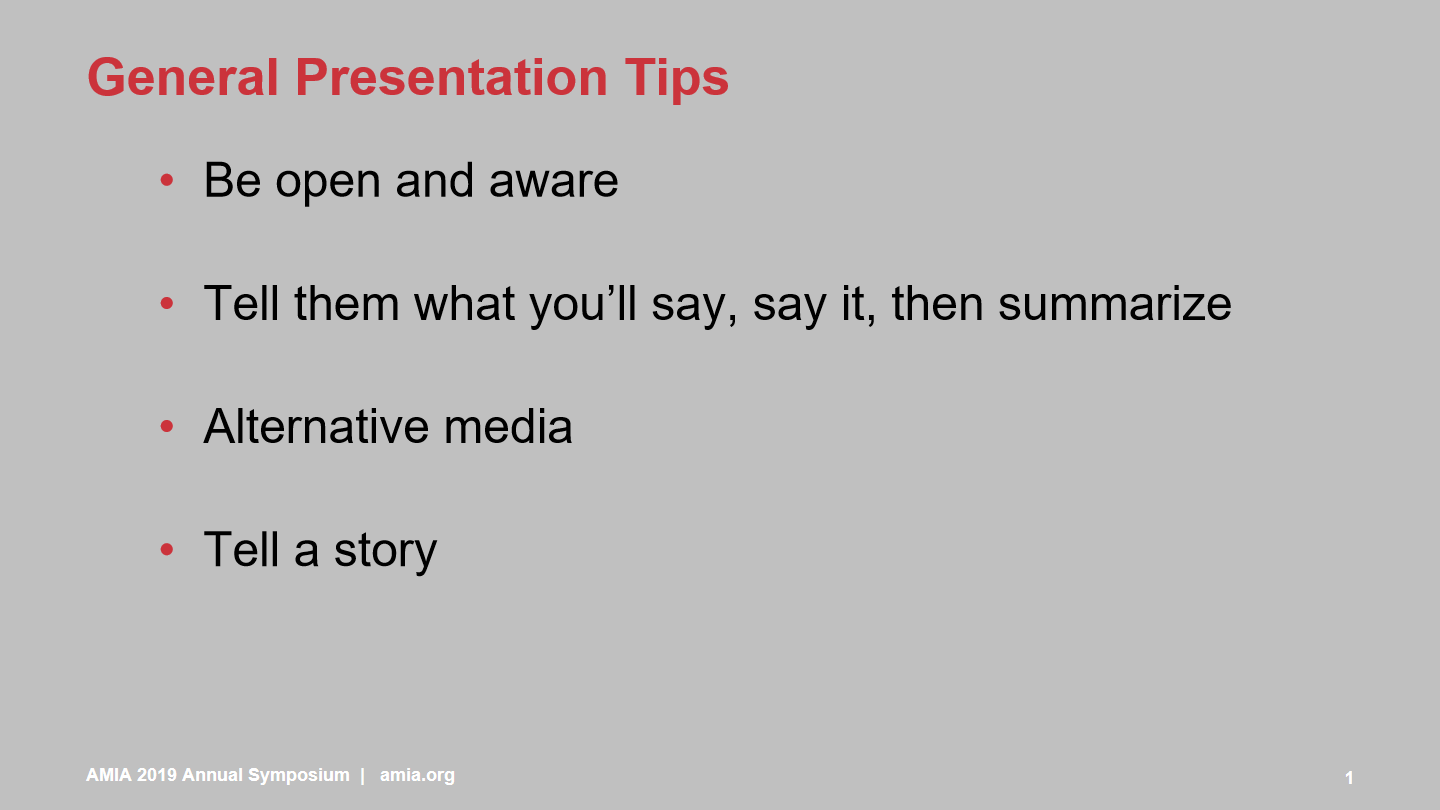 General Presentation Tips
• Be open and aware
• Tell them what you’ll say, say it, then summarize
• Alternative media
• Tell a story
AMIA 2019 Annual Symposium | amia.org
1